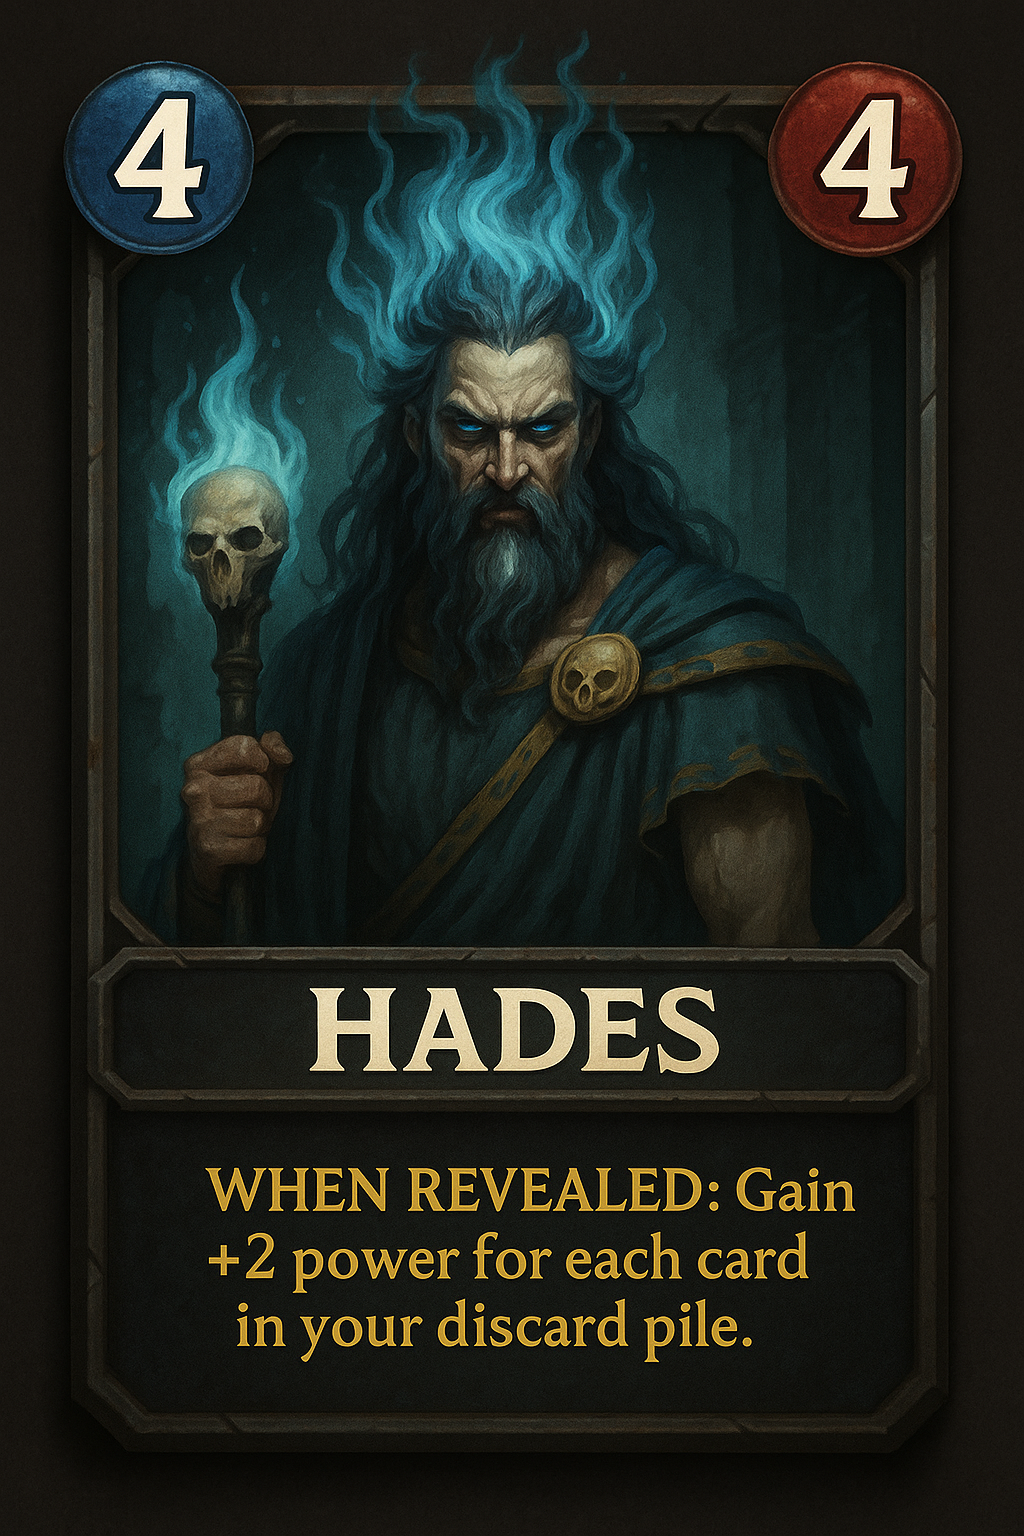 4
4
HADES
WHEN REVEALED: Gain
+2 power for each card
in your discard pile.